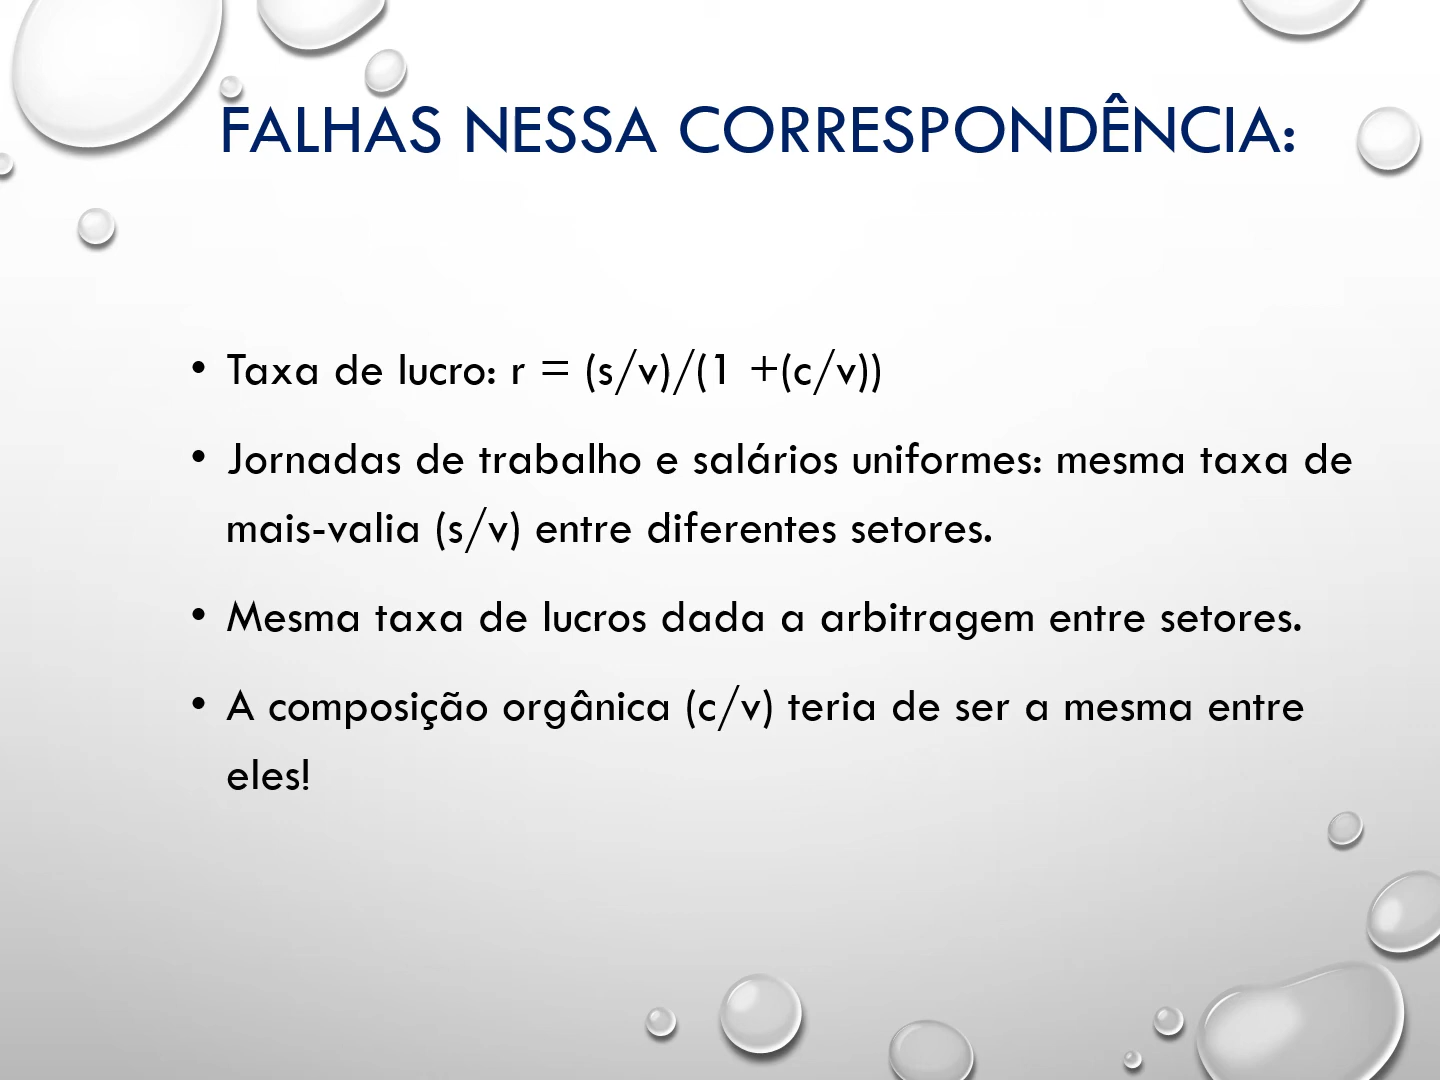 FALHAS NESSA CORRESPONDÊNCIA:
• Taxa de lucro: r = (s/v)/(1 +(c/v))
• Jornadas de trabalho e salários uniformes: mesma taxa de
mais-valia (s/v) entre diferentes setores.
• Mesma taxa de lucros dada a arbitragem entre setores.
• A composição orgânica (c/v) teria de ser a mesma entre
eles!